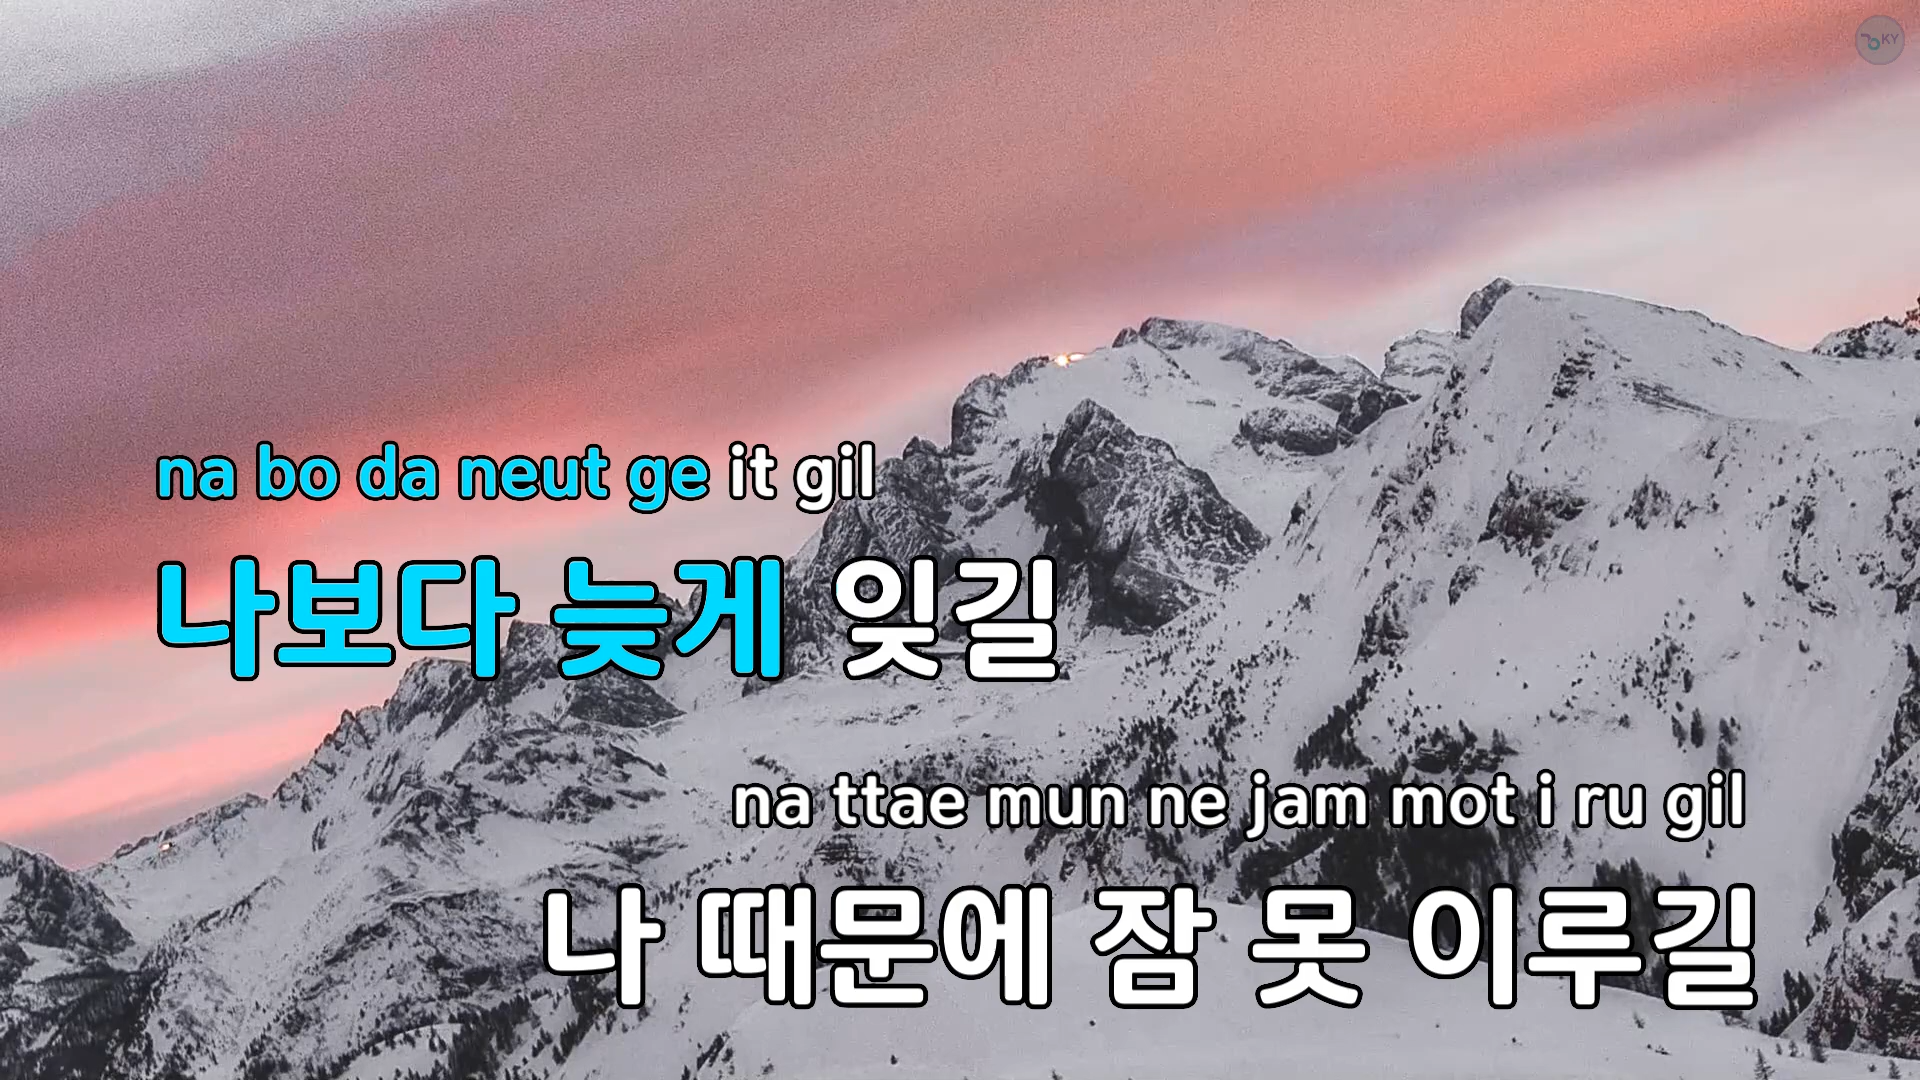 KY
na bo da neut ge it gil
나보다 늦게 잊길
na ttae mun ne jam mot i ru gil
나 때문에 잠 못 이루길